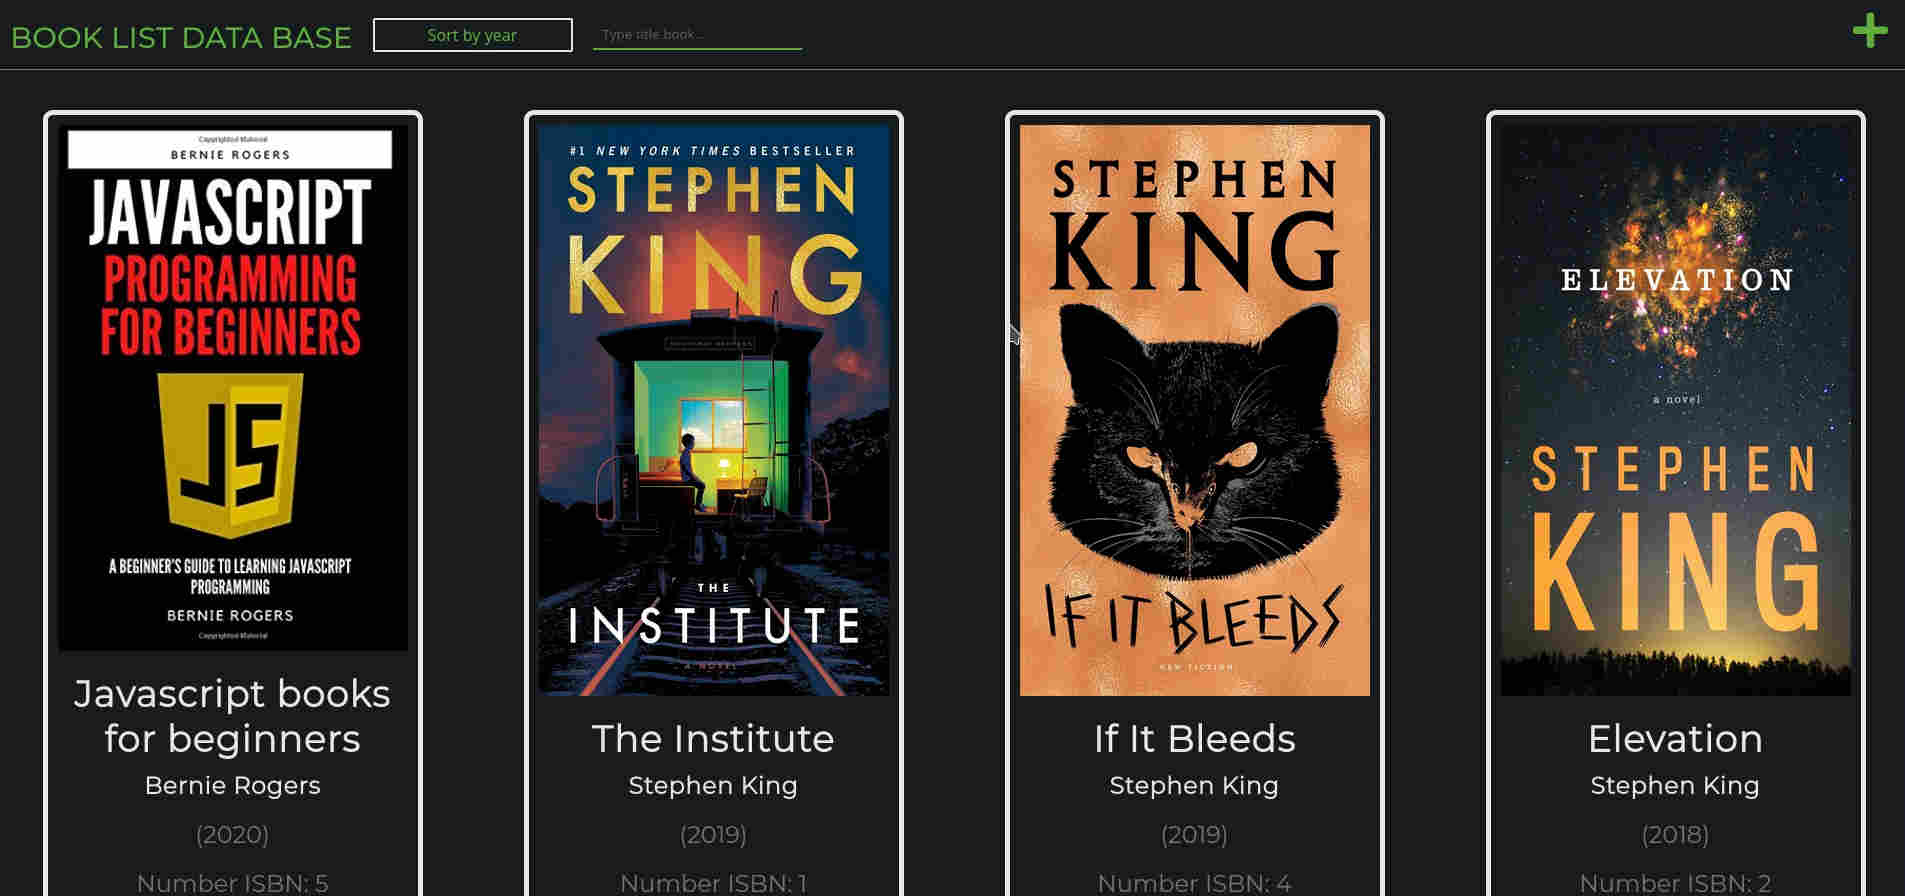 BOOK LIST DATA BASE
Sort by year
Type title book...
Copyrighted Material
BERNIE ROGERS
JAVASCRIPT
PROGRAMMING
FOR BEGINNERS
JS
A BEGINNER'S GUIDE TO LEARNING JAVASCRIPT
PROGRAMMING
BERNIE ROGERS
Copyrighted Material
Javascript books
for beginners
Bernie Rogers
(2020)
Number ISBN: 5
#1 NEW YORK TIMES BESTSELLER
STEPHEN
KING
THE
INSTITUTE
A NOVEL
The Institute
Stephen King
(2019)
Number ISBN: 1
STEPHEN
KING
IF IT BLEEDS
NEW FICTION
If It Bleeds
Stephen King
(2019)
Number ISBN: 4
ELEVATION
a novel
STEPHEN
KING
Elevation
Stephen King
(2018)
Number ISBN: 2